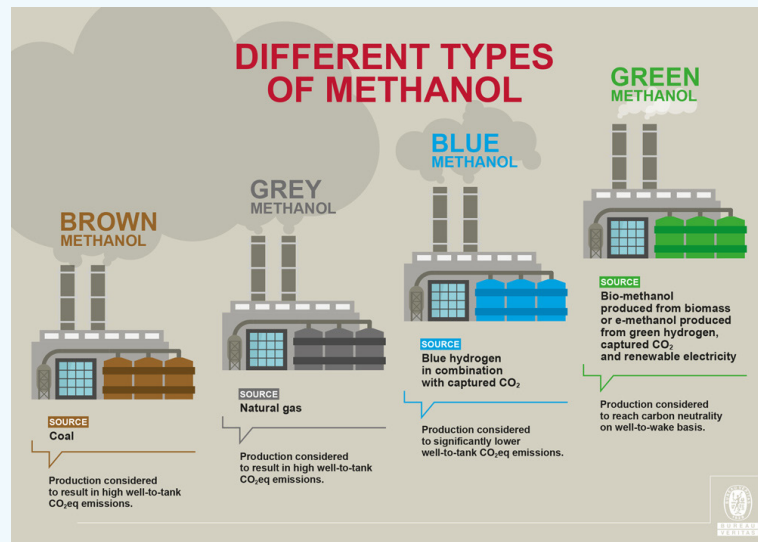 DIFFERENT TYPES
OF METHANOL
BROWN
METHANOL
SOURCE
Coal
Production considered
to result in high well-to-tank
CO₂eq emissions.
GREY
METHANOL
SOURCE
Natural gas
Production considered
to result in high well-to-tank
CO₂eq emissions.
BLUE
METHANOL
SOURCE
Blue hydrogen
in combination
with captured CO₂
Production considered
to significantly lower
well-to-tank CO₂eq emissions.
GREEN
METHANOL
SOURCE
Bio-methanol
produced from biomass
or e-methanol produced
from green hydrogen,
captured CO₂
and renewable electricity
Production considered
to reach carbon neutrality
on well-to-wake basis.
BUREAU
VERITAS